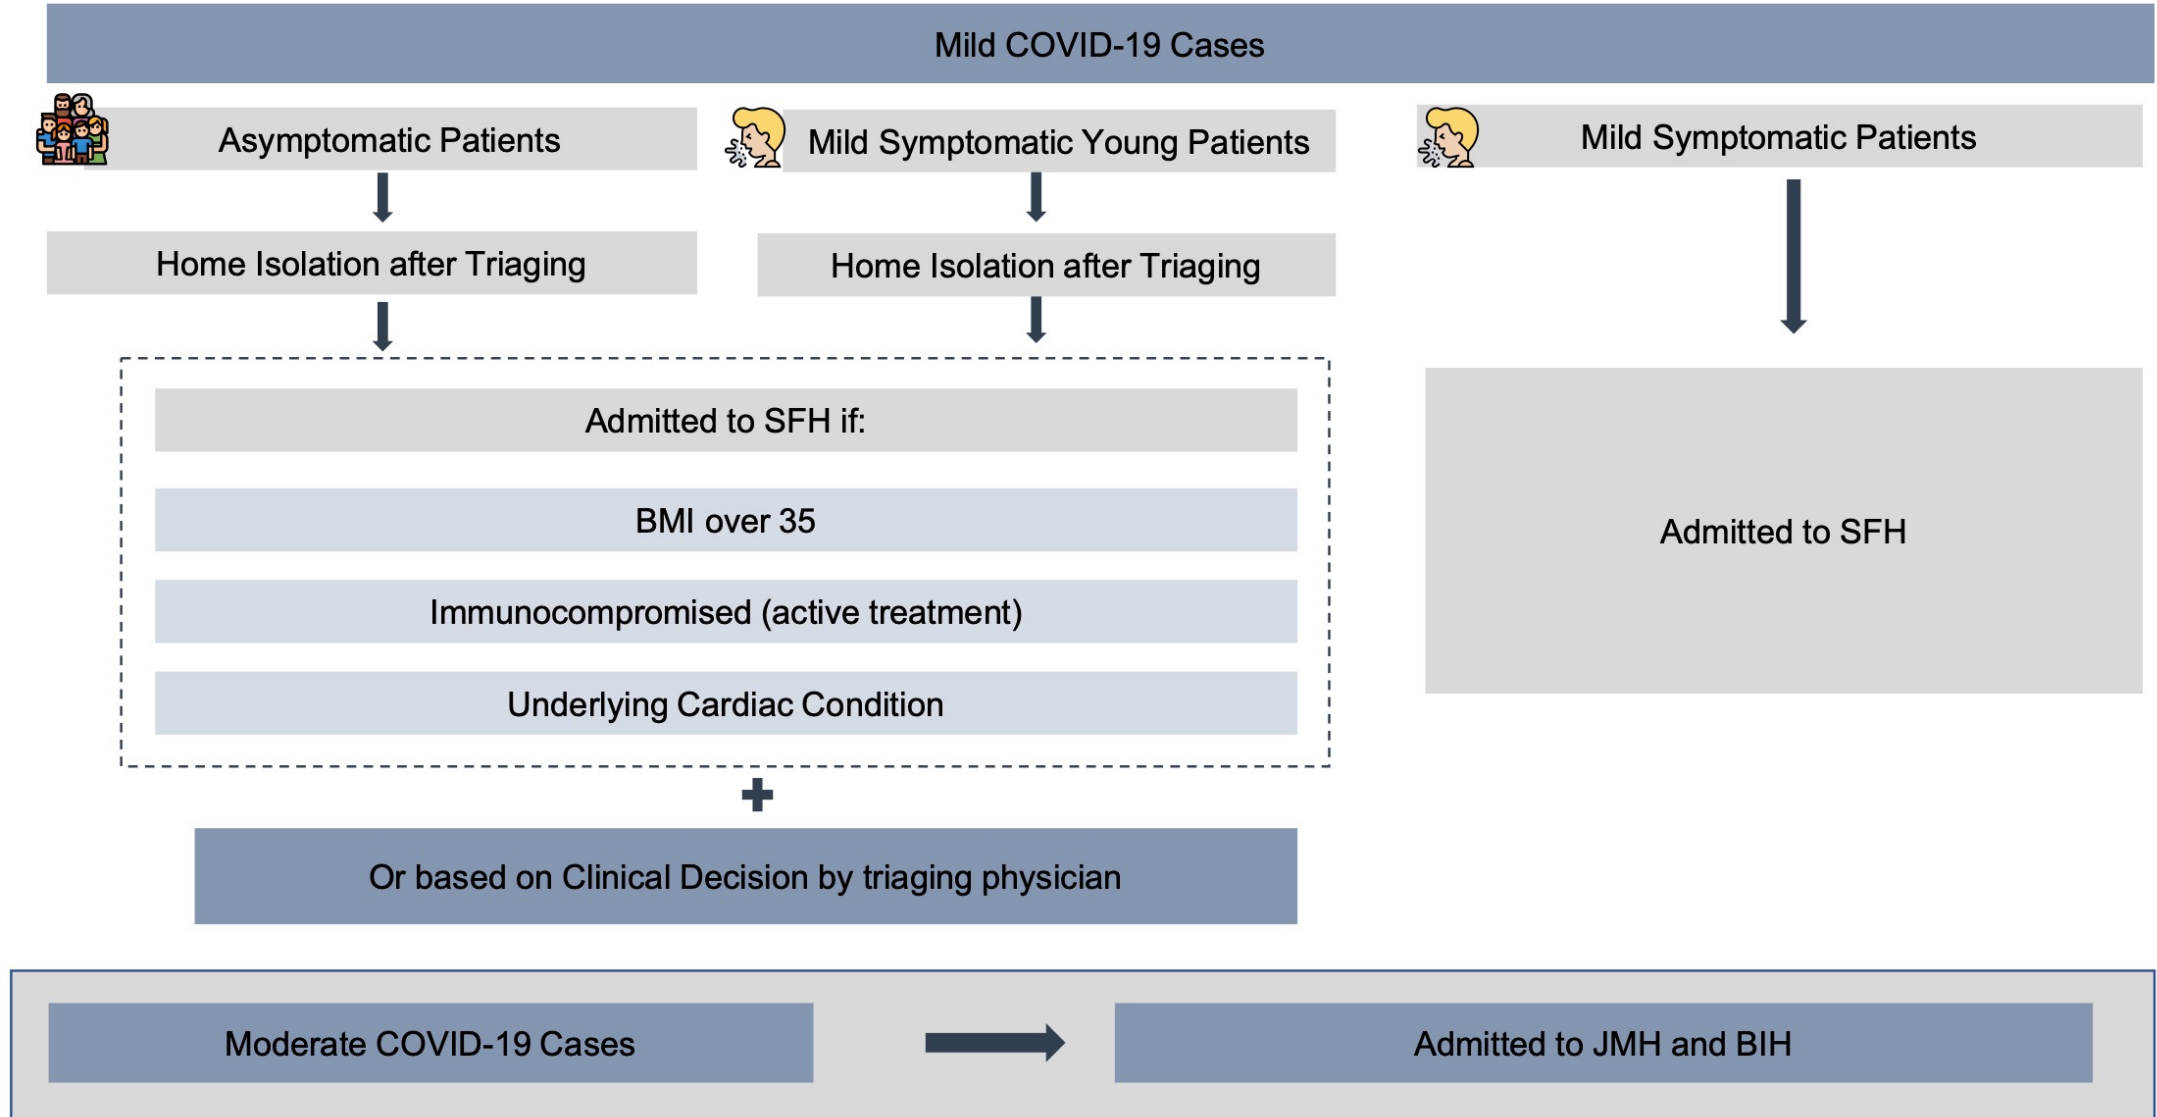 Mild COVID-19 Cases
Asymptomatic Patients
Mild Symptomatic Young Patients
Mild Symptomatic Patients
Home Isolation after Triaging
Home Isolation after Triaging
Admitted to SFH if:
BMI over 35
Immunocompromised (active treatment)
Underlying Cardiac Condition
Admitted to SFH
Or based on Clinical Decision by triaging physician
Moderate COVID-19 Cases
Admitted to JMH and BIH